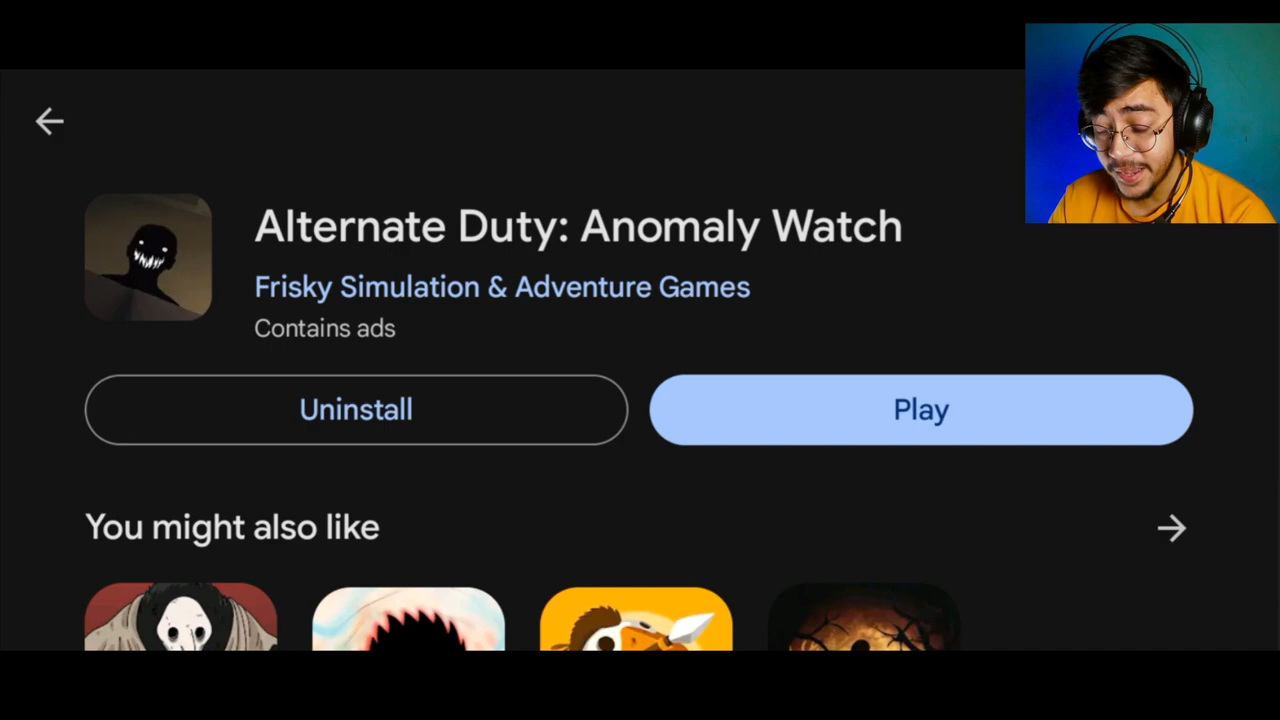 Alternate Duty: Anomaly Watch
Frisky Simulation & Adventure Games
Contains ads
Uninstall
Play
You might also like